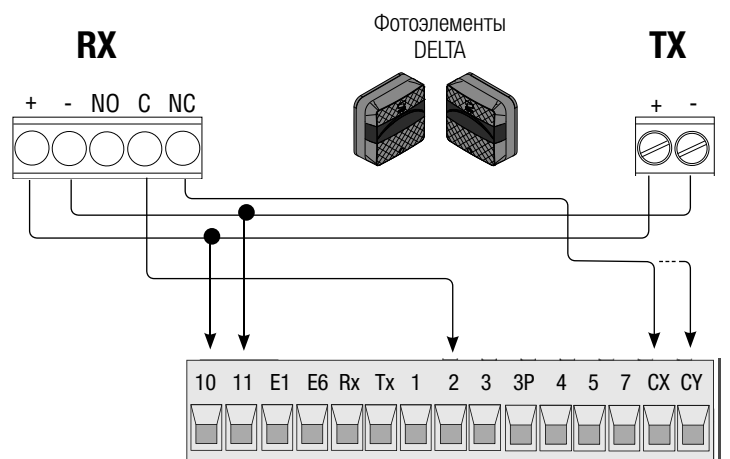 Фотоэлементы
DELTA
RX
TX
+ - NO C NC
+ -
10 11 E1 E6 Rx Tx 1 2 3 3P 4 5 7 CX CY